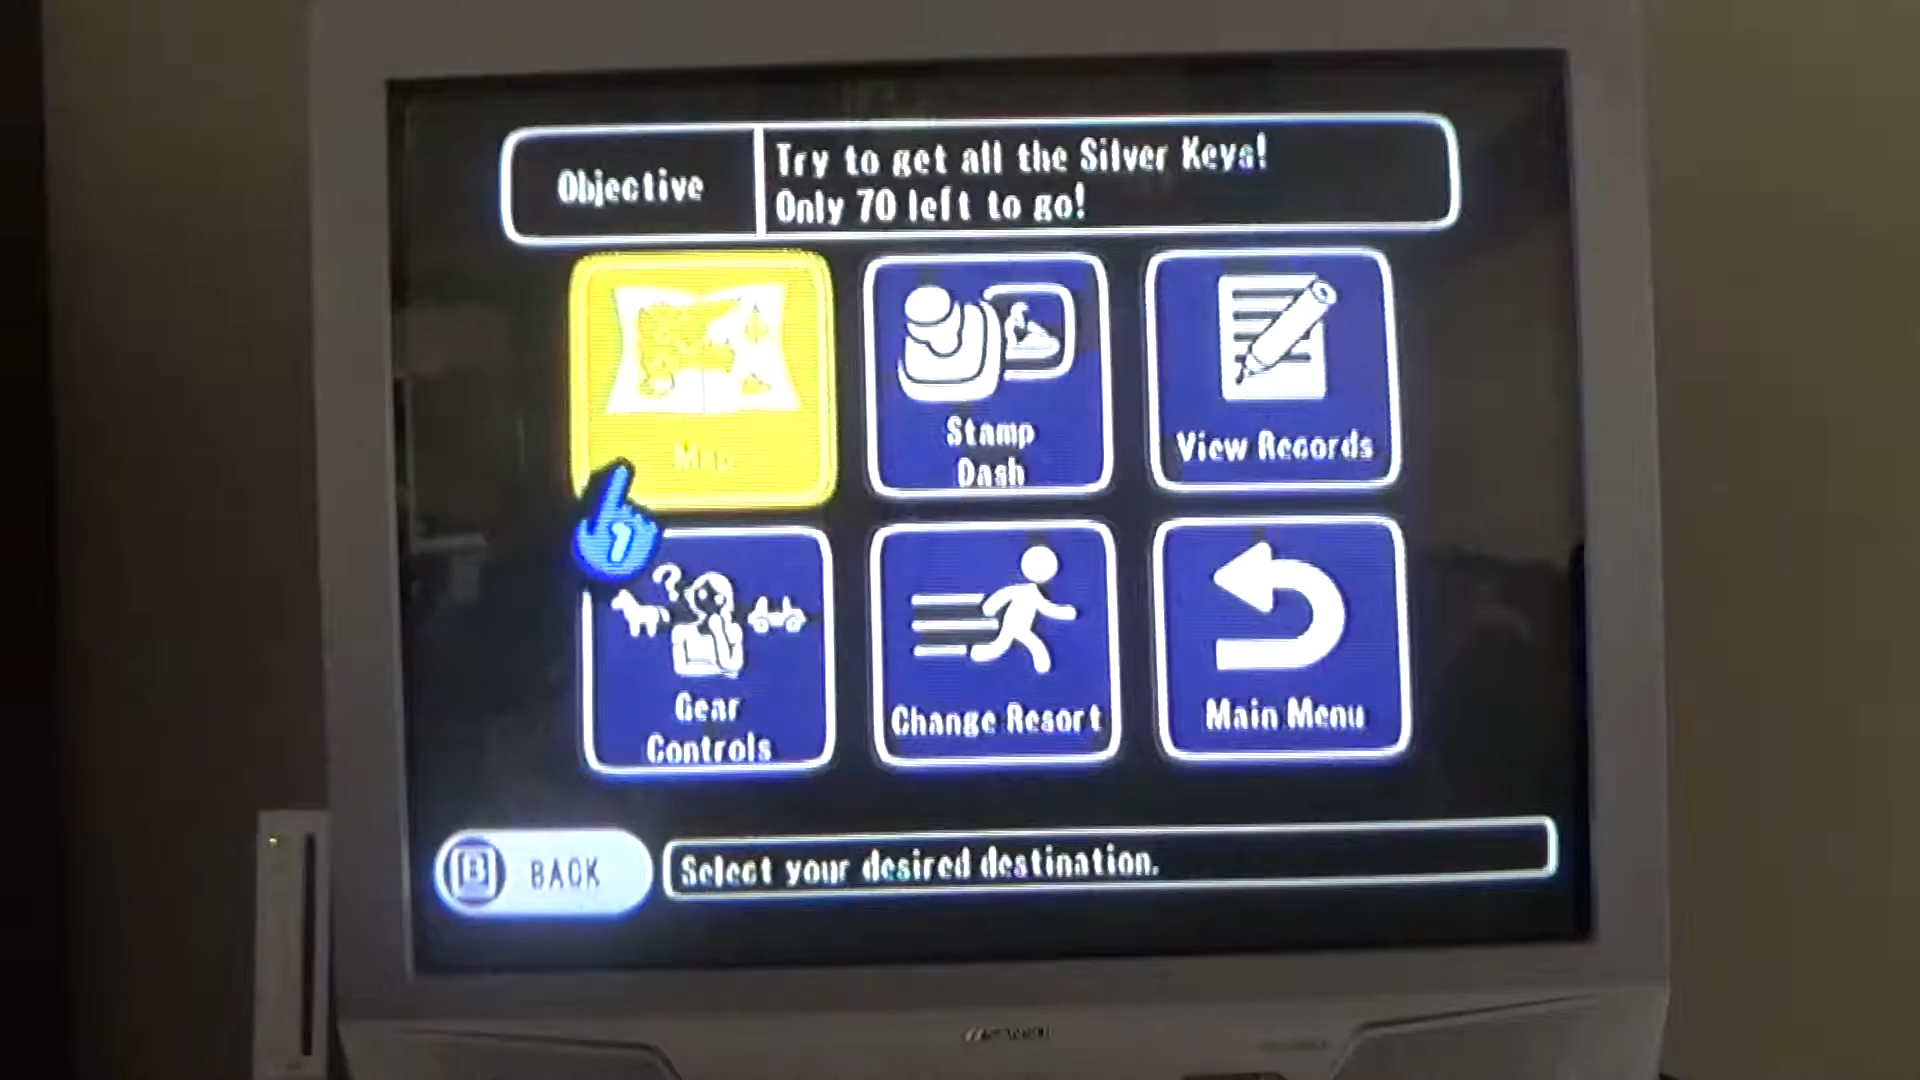 Objective
Try to get all the Silver Keys!
Only 70 left to go!
Map
Stamp
Dash
View Records
Gear
Controls
Change Resort
Main Menu
B BACK
Select your desired destination.